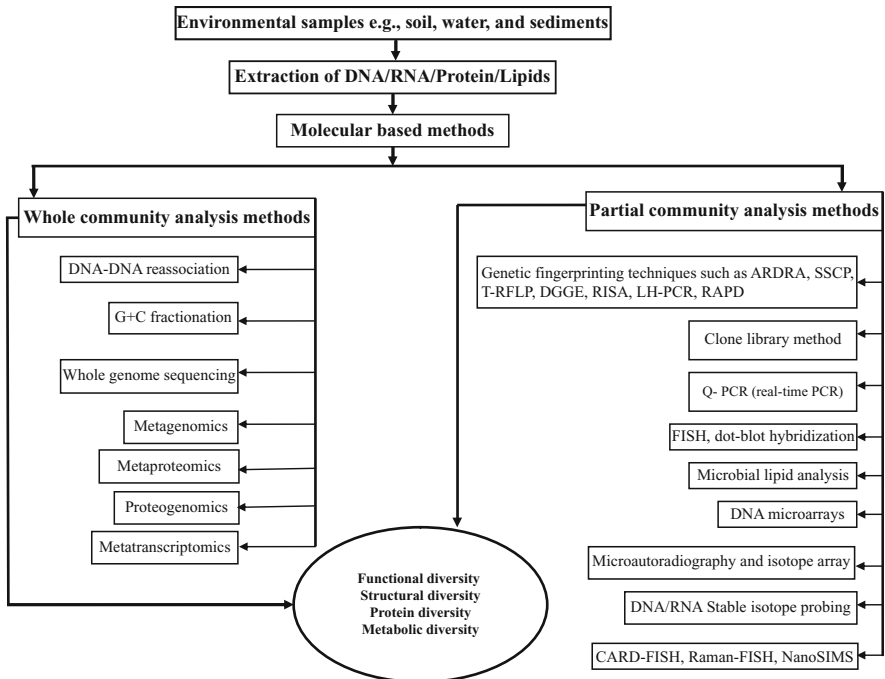 Environmental samples e.g., soil, water, and sediments
Extraction of DNA/RNA/Protein/Lipids
Molecular based methods
Whole community analysis methods
DNA-DNA reassociation
G+C fractionation
Whole genome sequencing
Metagenomics
Metaproteomics
Proteogenomics
Metatranscriptomics
Partial community analysis methods
Genetic fingerprinting techniques such as ARDRA, SSCP,
T-RFLP, DGGE, RISA, LH-PCR, RAPD
Clone library method
Q- PCR (real-time PCR)
FISH, dot-blot hybridization
Microbial lipid analysis
DNA microarrays
Microautoradiography and isotope array
DNA/RNA Stable isotope probing
CARD-FISH, Raman-FISH, NanoSIMS
Functional diversity
Structural diversity
Protein diversity
Metabolic diversity